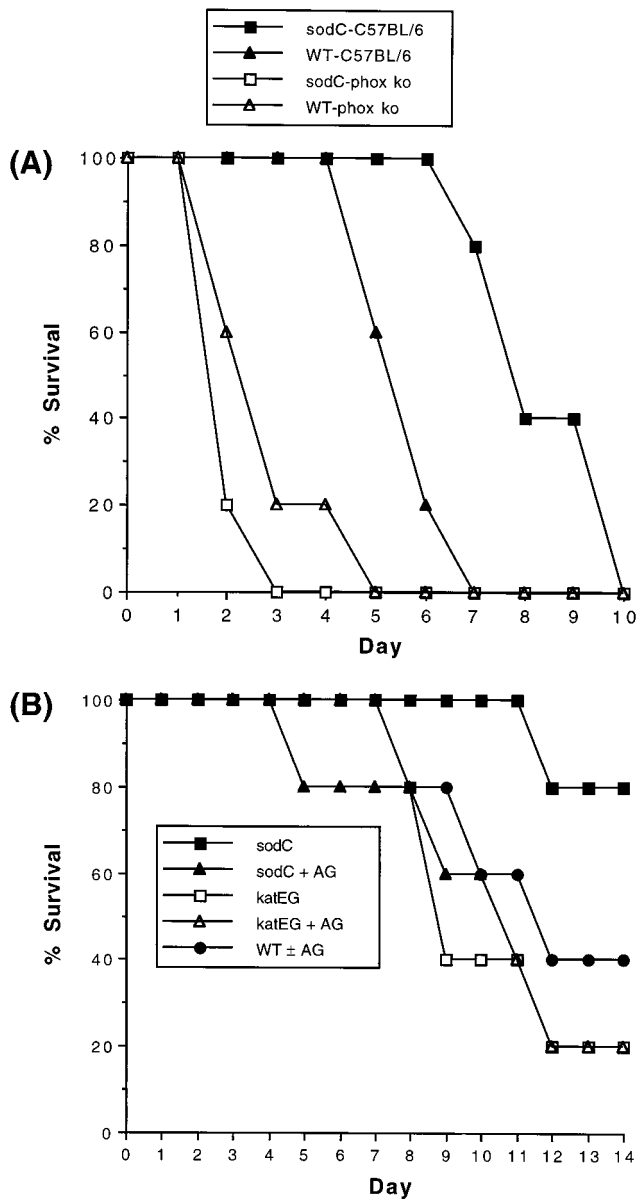 sodC-C57BL/6
WT-C57BL/6
sodC-phox ko
WT-phox ko
(A)
100
80
60
40
20
0
% Survival
0 1 2 3 4 5 6 7 8 9 10
Day
(B)
100
80
60
40
20
0
% Survival
sodC
sodC + AG
katEG
katEG + AG
WT ± AG
0 1 2 3 4 5 6 7 8 9 10 11 12 13 14
Day